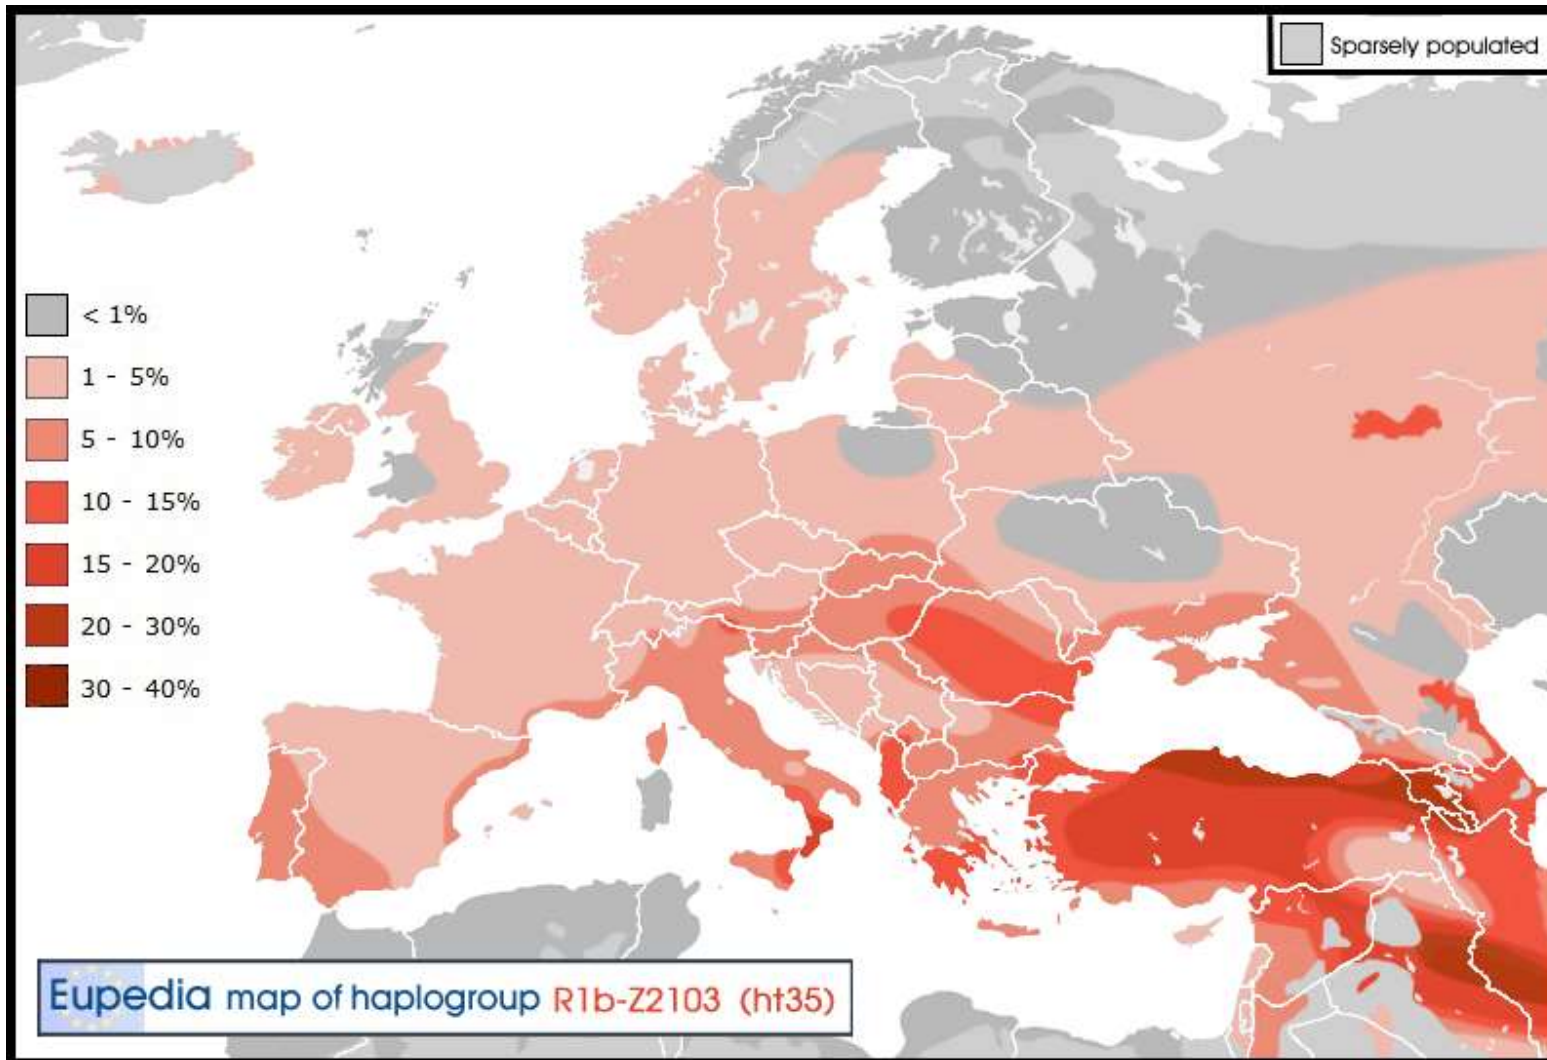 Sparsely populated
< 1%
1 - 5%
5 - 10%
10 - 15%
15 - 20%
20 - 30%
30 - 40%
Eupedia map of haplogroup R1b-Z2103 (ht35)